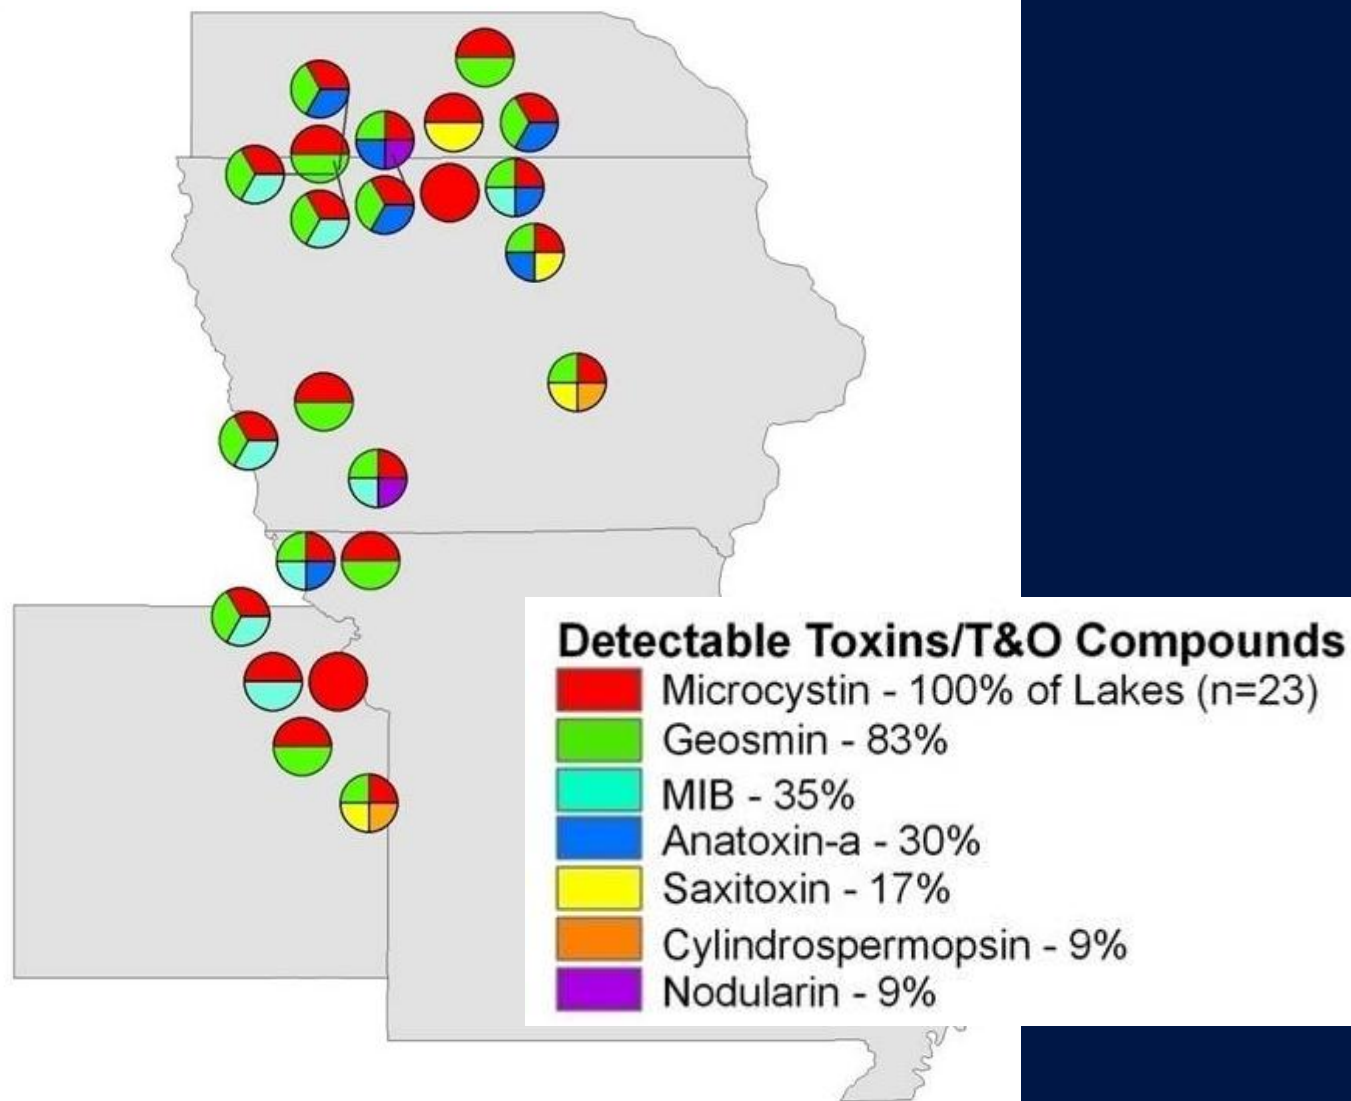 Detectable Toxins/T&O Compounds
Microcystin - 100% of Lakes (n=23)
Geosmin - 83%
MIB - 35%
Anatoxin-a - 30%
Saxitoxin - 17%
Cylindrospermopsin - 9%
Nodularin - 9%